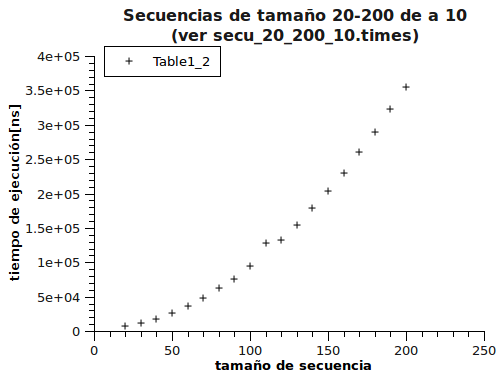 Secuencias de tamaño 20-200 de a 10
(ver secu_20_200_10.times)
Table1_2
4e+05
3.5e+05
3e+05
2.5e+05
2e+05
1.5e+05
1e+05
5e+04
0
tiempo de ejecución[ns]
0 50 100 150 200 250
tamaño de secuencia